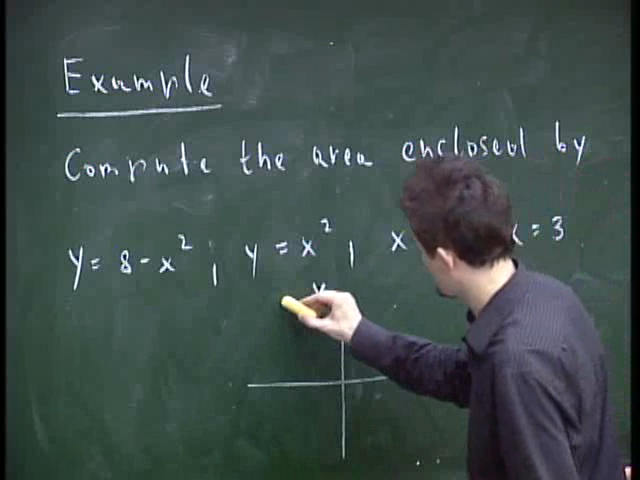 Example
Compute the area enclosed by
y = 8 - x², y = x², x x = 3
y